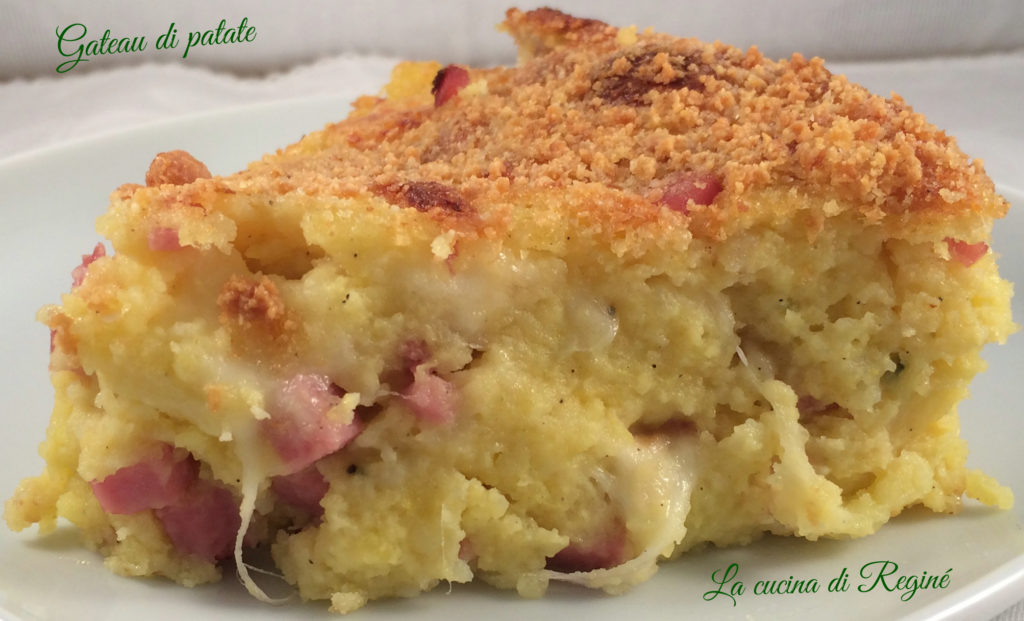 Gateau di patate
La cucina di Reginé